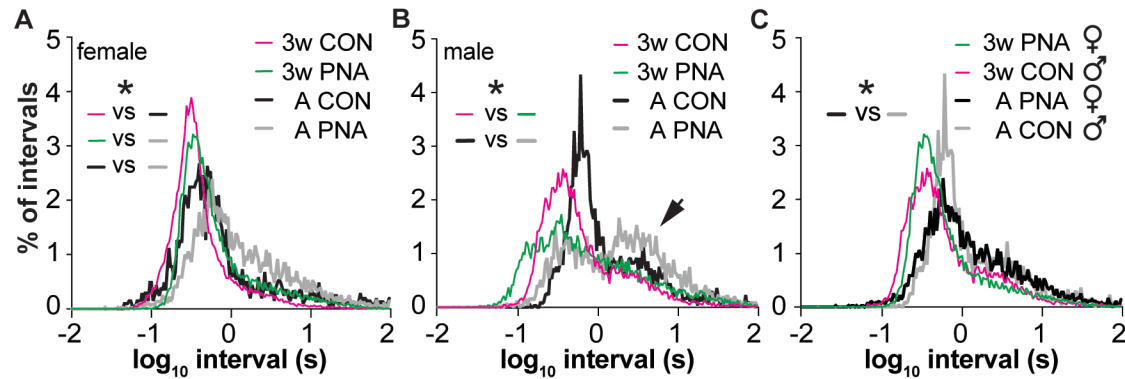 A
female
3w CON
3w PNA
A CON
A PNA
*
vs
vs
vs
% of intervals
5
4
3
2
1
0
-2 -1 0 1 2
log10 interval (s)
B
male
3w CON
3w PNA
A CON
A PNA
*
vs
vs
5
4
3
2
1
0
-2 -1 0 1 2
log10 interval (s)
C
3w PNA ♀
3w CON ♂
A PNA ♀
A CON ♂
*
vs
5
4
3
2
1
0
-2 -1 0 1 2
log10 interval (s)